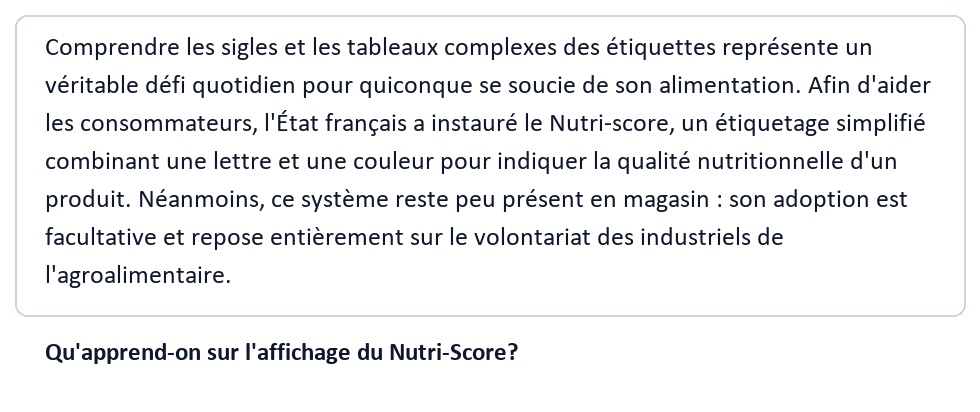 Comprendre les sigles et les tableaux complexes des étiquettes représente un
véritable défi quotidien pour quiconque se soucie de son alimentation. Afin d'aider
les consommateurs, l'État français a instauré le Nutri-score, un étiquetage simplifié
combinant une lettre et une couleur pour indiquer la qualité nutritionnelle d'un
produit. Néanmoins, ce système reste peu présent en magasin : son adoption est
facultative et repose entièrement sur le volontariat des industriels de
l'agroalimentaire.
Qu'apprend-on sur l'affichage du Nutri-Score?